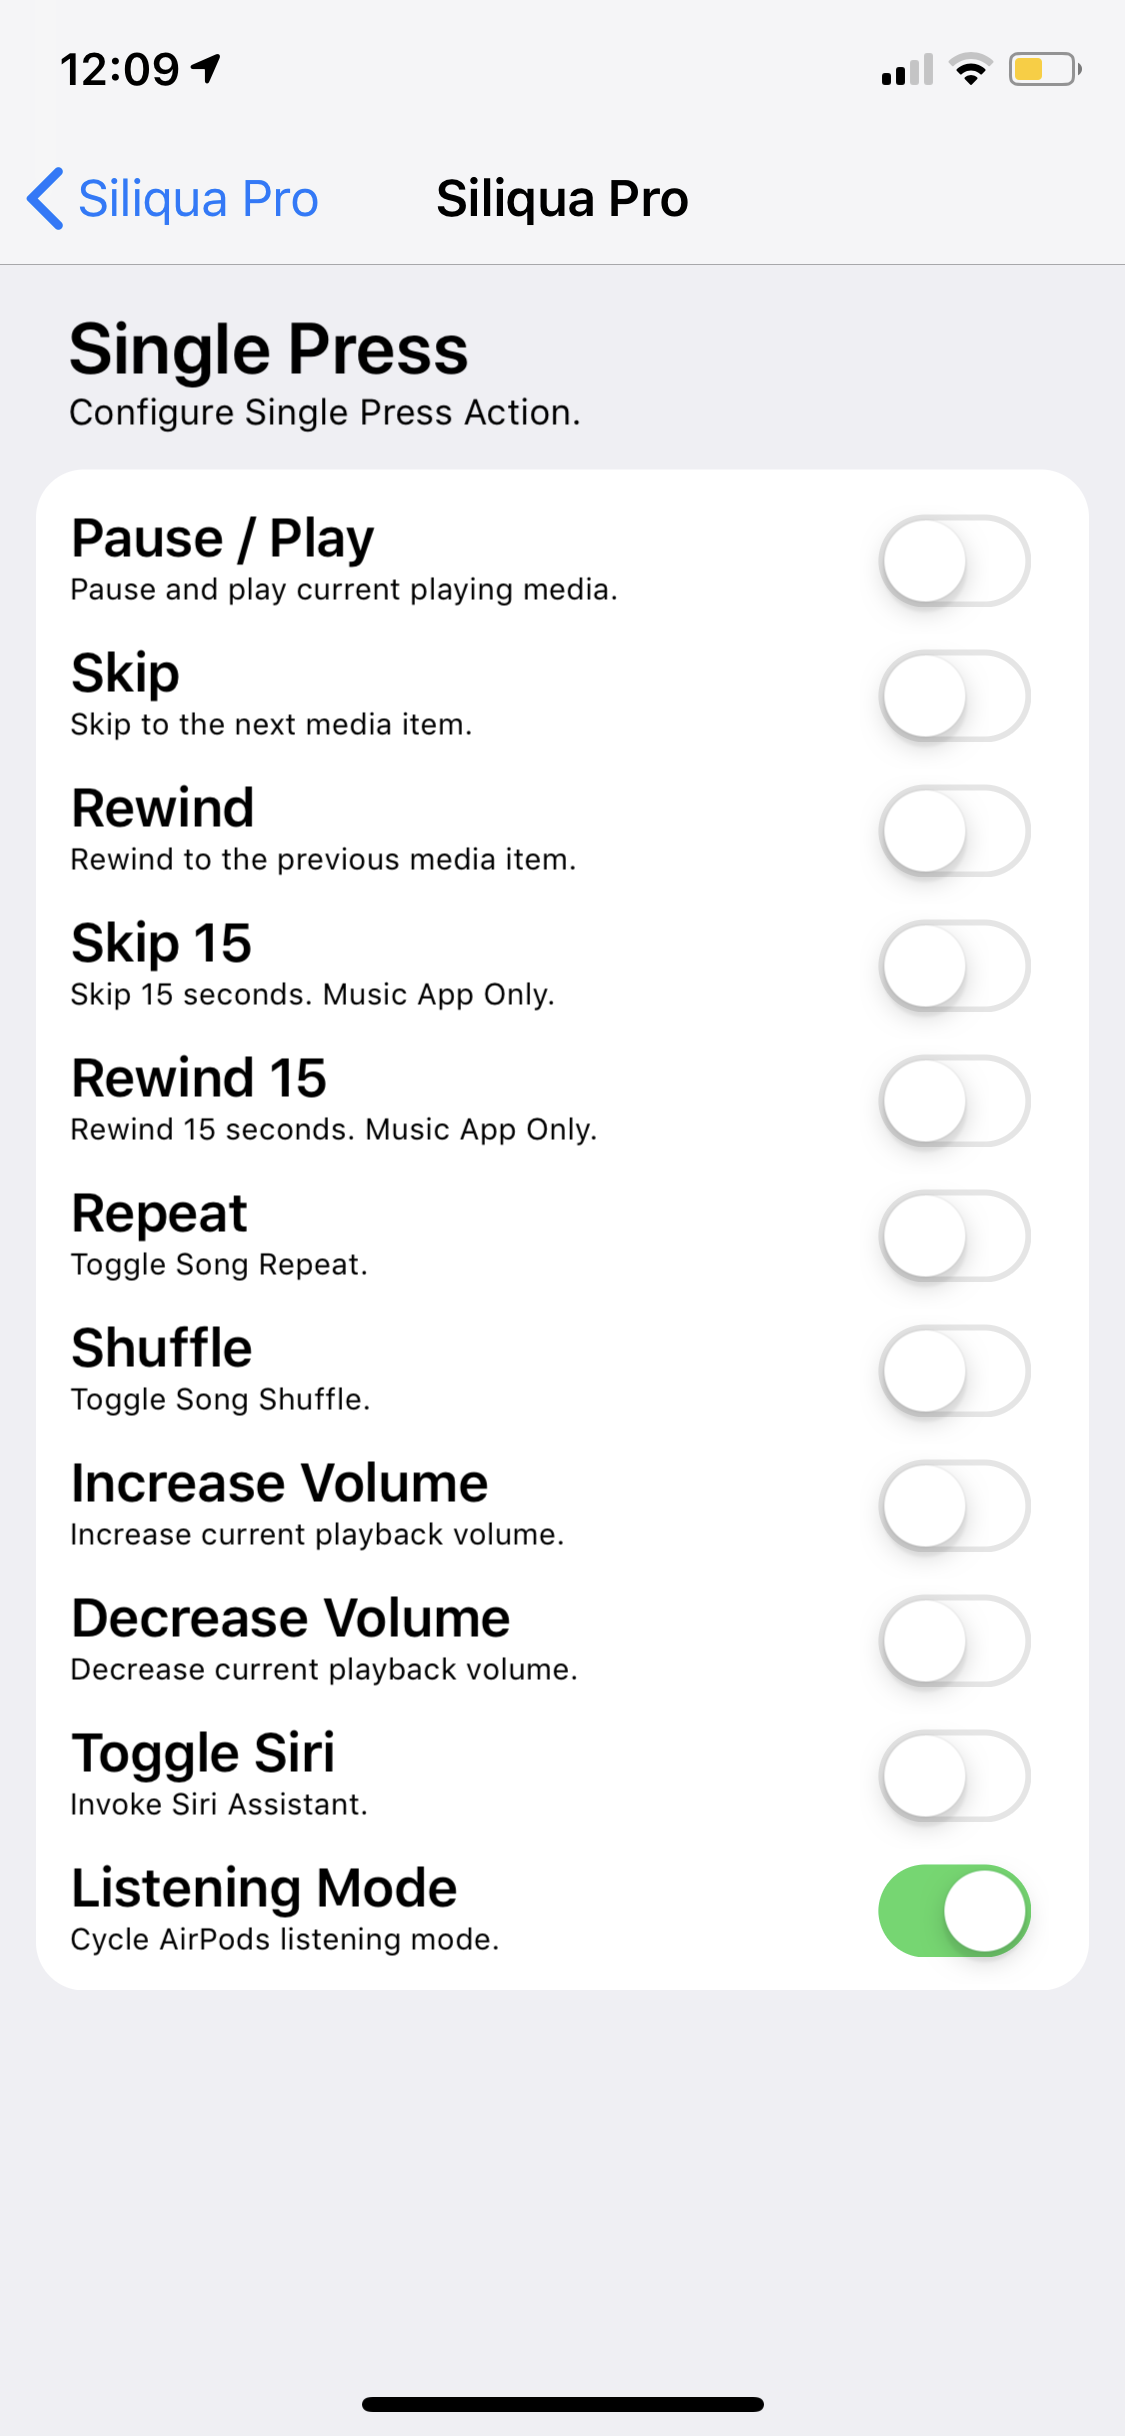 12:09
Siliqua Pro
Siliqua Pro
Single Press
Configure Single Press Action.
Pause / Play
Pause and play current playing media.
Skip
Skip to the next media item.
Rewind
Rewind to the previous media item.
Skip 15
Skip 15 seconds. Music App Only.
Rewind 15
Rewind 15 seconds. Music App Only.
Repeat
Toggle Song Repeat.
Shuffle
Toggle Song Shuffle.
Increase Volume
Increase current playback volume.
Decrease Volume
Decrease current playback volume.
Toggle Siri
Invoke Siri Assistant.
Listening Mode
Cycle AirPods listening mode.